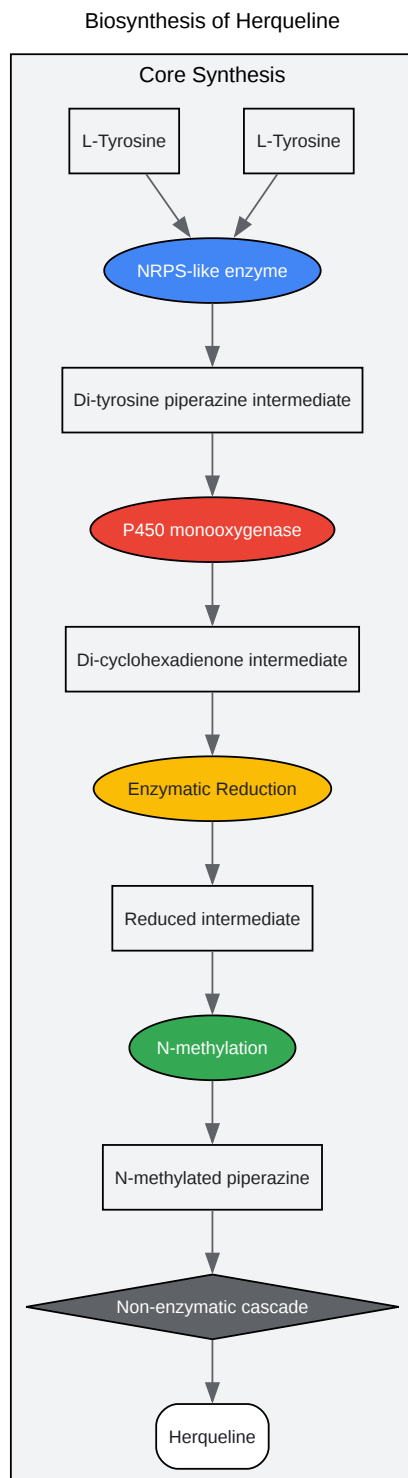 Biosynthesis of Herqueline
Core Synthesis
L-Tyrosine
L-Tyrosine
NRPS-like enzyme
Di-tyrosine piperazine intermediate
P450 monooxygenase
Di-cyclohexadienone intermediate
Enzymatic Reduction
Reduced intermediate
N-methylation
N-methylated piperazine
Non-enzymatic cascade
Herqueline